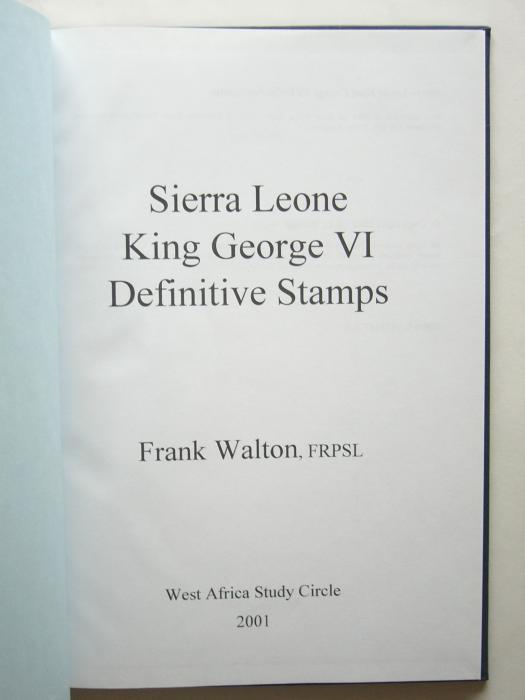 Sierra Leone
King George VI
Definitive Stamps
Frank Walton, FRPSL
West Africa Study Circle
2001